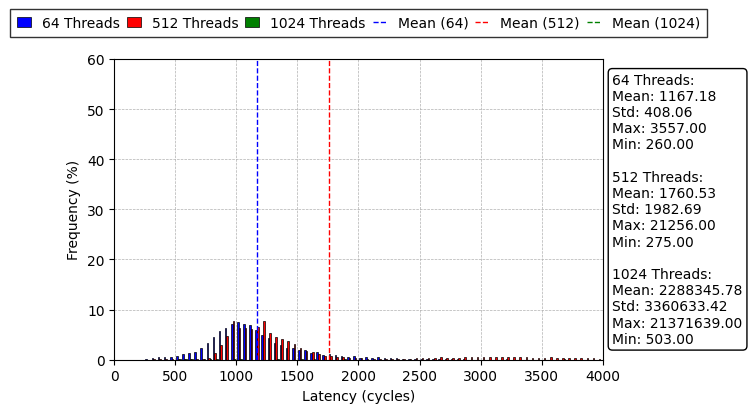 64 Threads 512 Threads 1024 Threads Mean (64) Mean (512) Mean (1024)
60
50
40
30
20
10
0
Frequency (%)
0 500 1000 1500 2000 2500 3000 3500 4000
Latency (cycles)
64 Threads:
Mean: 1167.18
Std: 408.06
Max: 3557.00
Min: 260.00
512 Threads:
Mean: 1760.53
Std: 1982.69
Max: 21256.00
Min: 275.00
1024 Threads:
Mean: 2288345.78
Std: 3360633.42
Max: 21371639.00
Min: 503.00